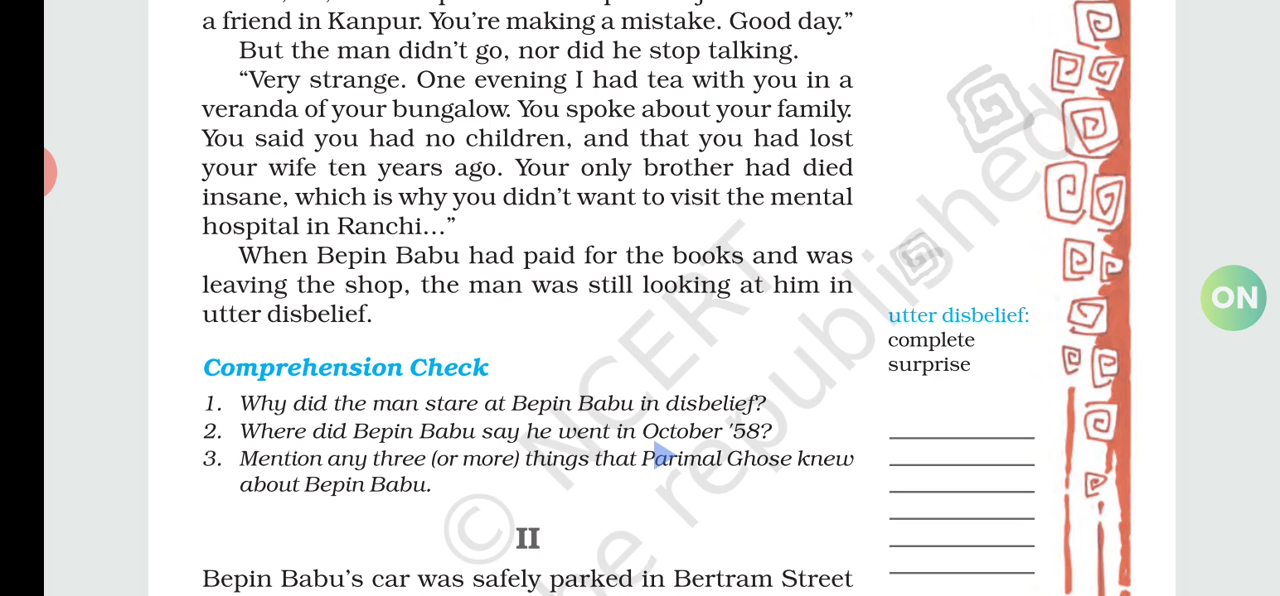 a friend in Kanpur. You’re making a mistake. Good day.”
But the man didn’t go, nor did he stop talking.
“Very strange. One evening I had tea with you in a
veranda of your bungalow. You spoke about your family.
You said you had no children, and that you had lost
your wife ten years ago. Your only brother had died
insane, which is why you didn’t want to visit the mental
hospital in Ranchi...”
When Bepin Babu had paid for the books and was
leaving the shop, the man was still looking at him in
utter disbelief.
utter disbelief:
complete
surprise
Comprehension Check
1. Why did the man stare at Bepin Babu in disbelief?
2. Where did Bepin Babu say he went in October '58?
3. Mention any three (or more) things that Parimal Ghose knew
about Bepin Babu.
II
Bepin Babu’s car was safely parked in Bertram Street
© NCERT
be republished
ON